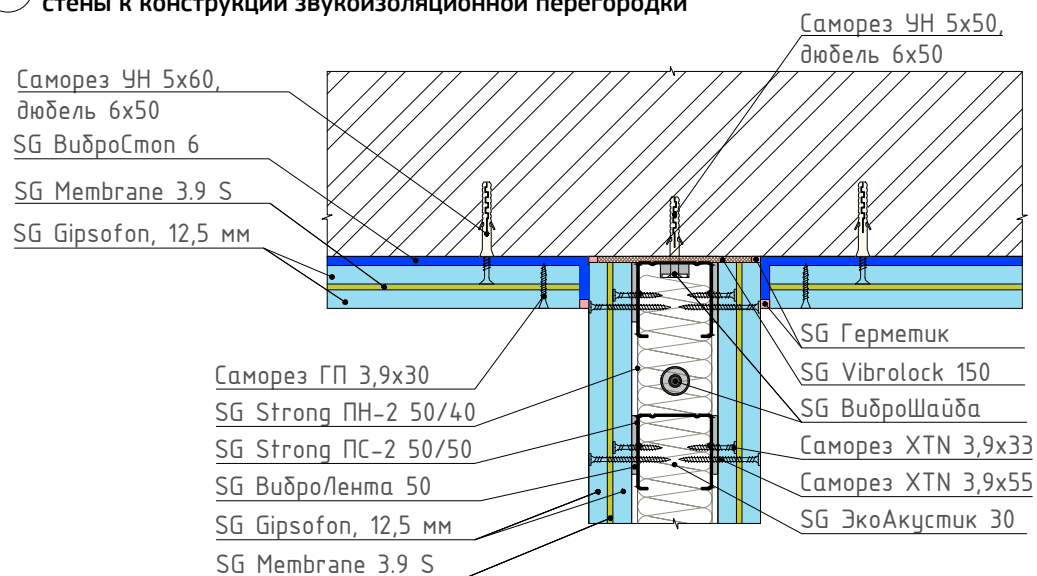 стены к конструкции звукоизоляционной перегородки
Саморез УН 5х50,
дюбель 6х50
Саморез УН 5х60,
дюбель 6х50
SG ВиброСтоп 6
SG Membrane 3.9 S
SG Gipsofon, 12,5 мм
Саморез ГП 3,9х30
SG Strong ПН-2 50/40
SG Strong ПС-2 50/50
SG ВиброЛента 50
SG Gipsofon, 12,5 мм
SG Membrane 3.9 S
SG Герметик
SG Vibrolock 150
SG ВиброШайба
Саморез XTN 3,9х33
Саморез XTN 3,9х55
SG ЭкоАкустик 30